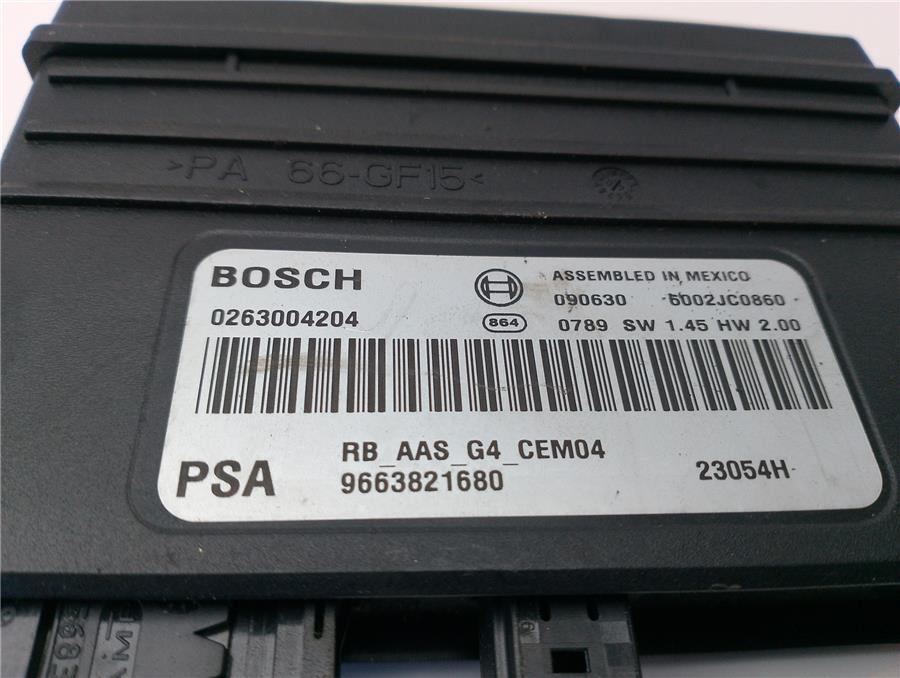 >PA 66-GF15<
BOSCH
0263004204
ASSEMBLED IN MEXICO
090630 6002JC0860
864 0789 SW 1.45 HW 2.00
RB_AAS_G4_CEM04
PSA 9663821680 23054H